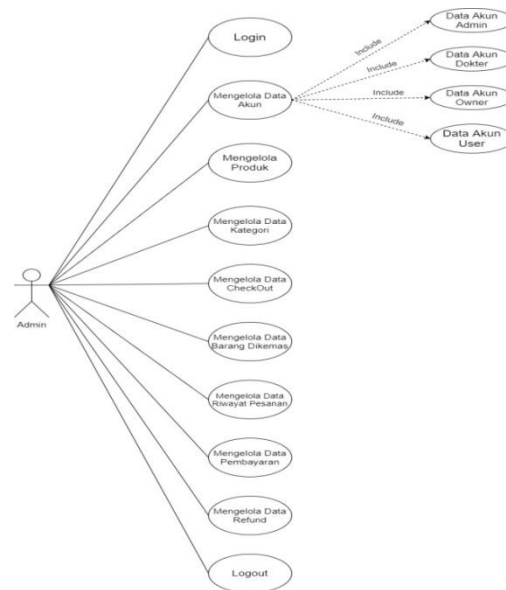 Login
Mengelola Data
Akun
Mengelola
Produk
Mengelola Data
Kategori
Mengelola Data
CheckOut
Mengelola Data
Barang Dikemas
Mengelola Data
Riwayat Pesanan
Mengelola Data
Pembayaran
Mengelola Data
Refund
Logout
Admin
Include
Include
Include
Include
Data Akun
Admin
Data Akun
Dokter
Data Akun
Owner
Data Akun
User